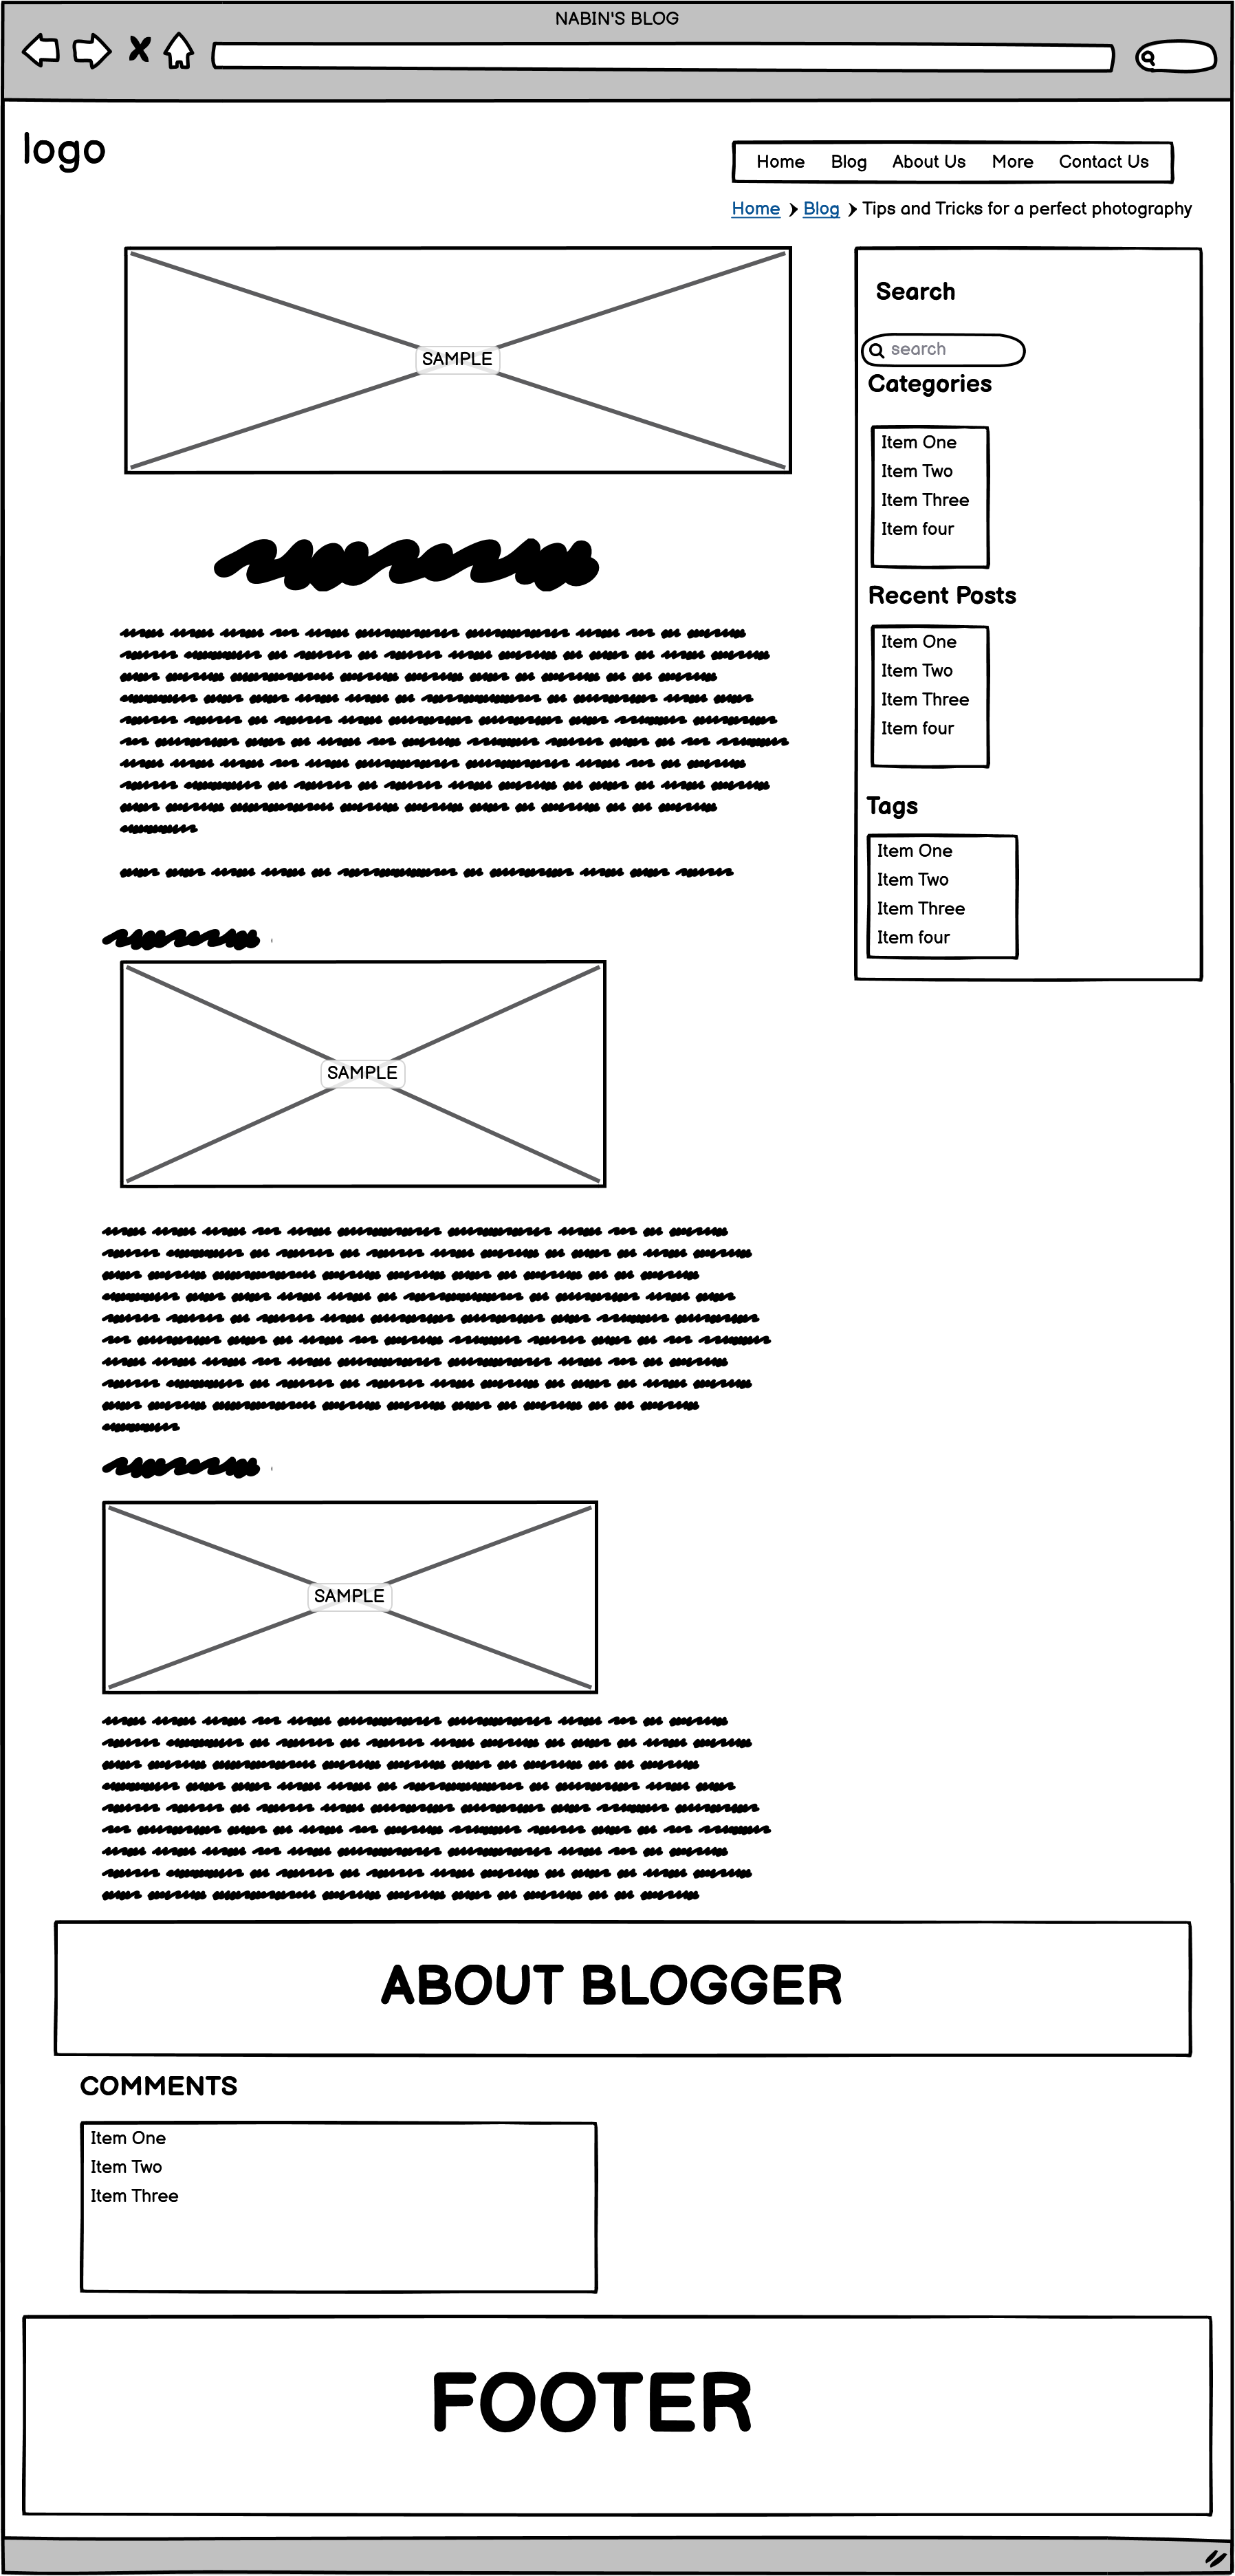 NABIN'S BLOG
logo
Home Blog About Us More Contact Us
Home Blog Tips and Tricks for a perfect photography
SAMPLE
Search
search
Categories
Item One
Item Two
Item Three
Item four
Recent Posts
Item One
Item Two
Item Three
Item four
Tags
Item One
Item Two
Item Three
Item four
SAMPLE
SAMPLE
ABOUT BLOGGER
COMMENTS
Item One
Item Two
Item Three
FOOTER